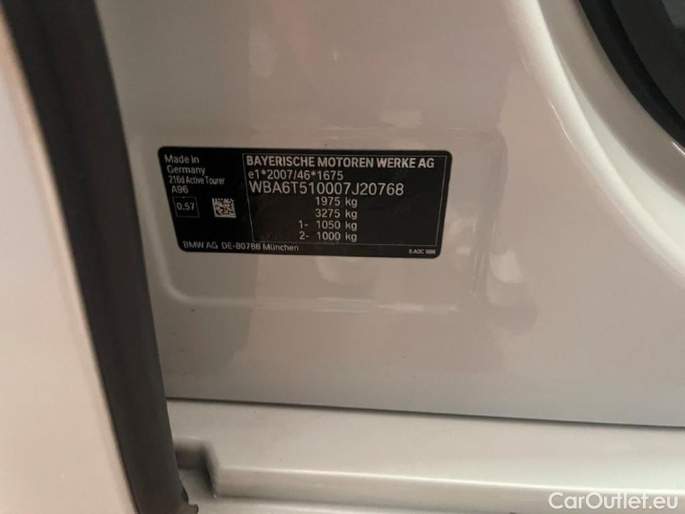 Made in
Germany
216d Active Tourer
A96
0.57
BAYERISCHE MOTOREN WERKE AG
e1*2007/46*1675
WBA6T510007J20768
1975 kg
3275 kg
1- 1050 kg
2- 1000 kg
BMW AG DE-80788 München
CarOutlet.eu